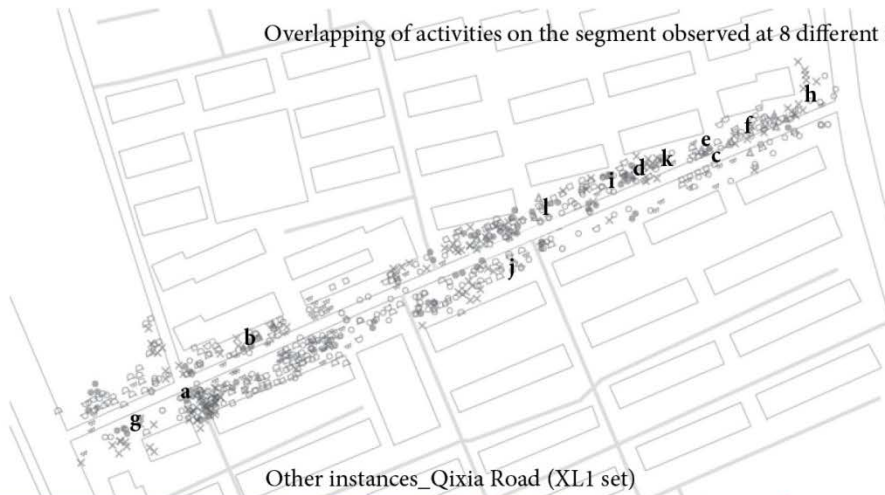 Overlapping of activities on the segment observed at 8 different
h
f
e
c
k
d
i
l
j
b
a
g
Other instances_Qixia Road (XL1 set)